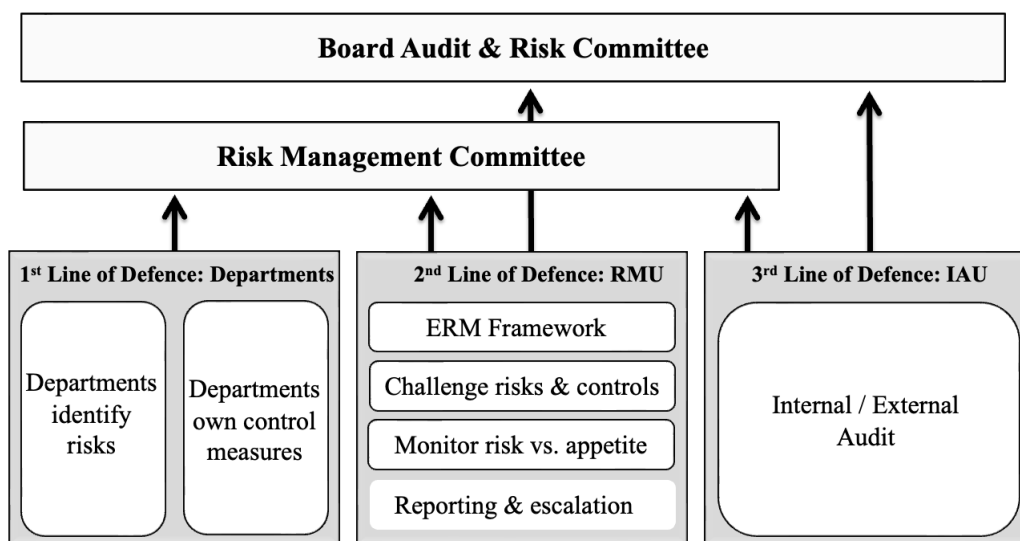 Board Audit & Risk Committee
Risk Management Committee
1st Line of Defence: Departments
Departments
identify
risks
Departments
own control
measures
2nd Line of Defence: RMU
ERM Framework
Challenge risks & controls
Monitor risk vs. appetite
Reporting & escalation
3rd Line of Defence: IAU
Internal / External
Audit